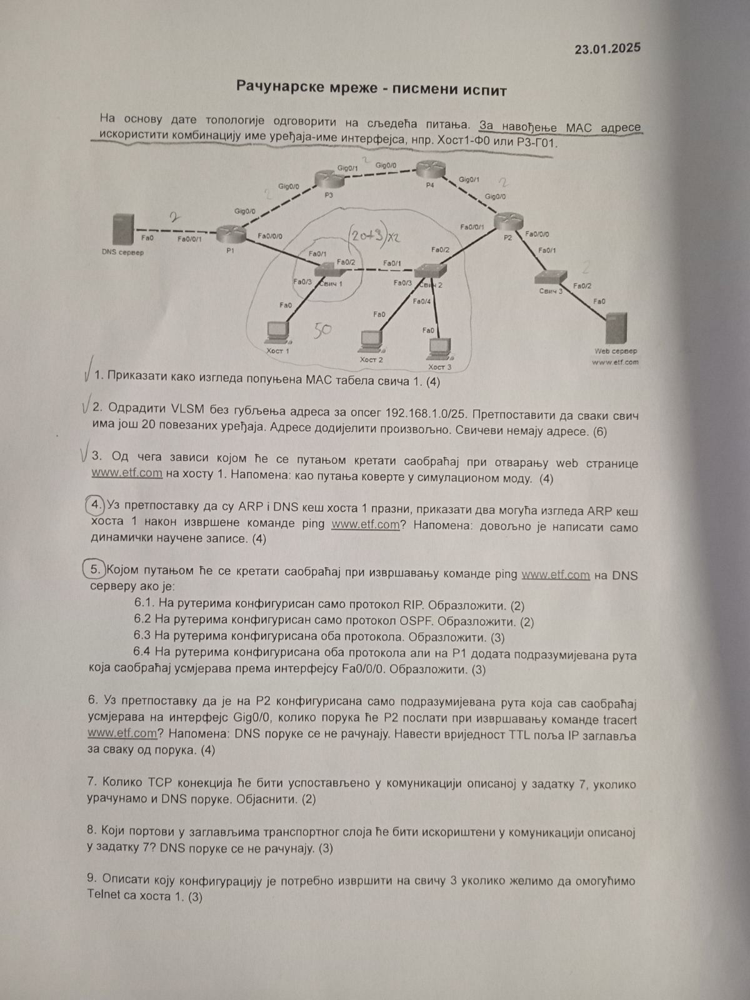 23.01.2025
Рачунарске мреже - писмени испит
На основу дате топологије одговорити на сљедећа питања. За навођење МАС адресе
искористити комбинацију име уређаја-име интерфејса, нпр. Хост1-Ф0 или Р3-Г01.
2
Gig0/1
Gig0/0
P3
P4
Gig0/0
2
Gig0/1
2
Gig0/0
Gig0/0
2
Fa0
Fa0/0/1
P1
DNS сервер
Fa0/0/0
(20+3)x2
Fa0/0/1
P2
Fa0/0/0
Fa0/1
Fa0/2
Fa0/1
Fa0/2
Fa0/1
Fa0/3
Свич 1
Fa0/3
Свич 2
Свич 3
2
Fa0/2
Fa0
Fa0/4
Fa0
Fa0
50
Fa0
Хост 1
Хост 2
Хост 3
Web сервер
www.etf.com
1. Приказати како изгледа попуњена МАС табела свича 1. (4)
2. Одрадити VLSM без губљења адреса за опсег 192.168.1.0/25. Претпоставити да сваки свич
има још 20 повезаних уређаја. Адресе додијелити произвољно. Свичеви немају адресе. (6)
3. Од чега зависи којом ће се путањом кретати саобраћај при отварању web странице
www.etf.com на хосту 1. Напомена: као путања коверте у симулационом моду. (4)
4. Уз претпоставку да су ARP i DNS кеш хоста 1 празни, приказати два могућа изгледа ARP кеш
хоста 1 након извршене команде ping www.etf.com? Напомена: довољно је написати само
динамички научене записе. (4)
5. Којом путањом ће се кретати саобраћај при извршавању команде ping www.etf.com на DNS
серверу ако је:
6.1. На рутерима конфигурисан само протокол RIP. Образложити. (2)
6.2 На рутерима конфигурисан само протокол OSPF. Образложити. (2)
6.3 На рутерима конфигурисана оба протокола. Образложити. (3)
6.4 На рутерима конфигурисана оба протокола али на Р1 додата подразумијевана рута
која саобраћај усмјерава према интерфејсу Fa0/0/0. Образложити. (3)
6. Уз претпоставку да је на Р2 конфигурисана само подразумијевана рута која сав саобраћај
усмјерава на интерфејс Gig0/0, колико порука ће Р2 послати при извршавању команде tracert
www.etf.com? Напомена: DNS поруке се не рачунају. Навести вриједност TTL поља IP заглавља
за сваку од порука. (4)
7. Колико TCP конекција ће бити успостављено у комуникацији описаној у задатку 7, уколико
урачунамо и DNS поруке. Објаснити. (2)
8. Који портови у заглављима транспортног слоја ће бити искориштени у комуникацији описаној
у задатку 7? DNS поруке се не рачунају. (3)
9. Описати коју конфигурацију је потребно извршити на свичу 3 уколико желимо да омогућимо
Telnet са хоста 1. (3)